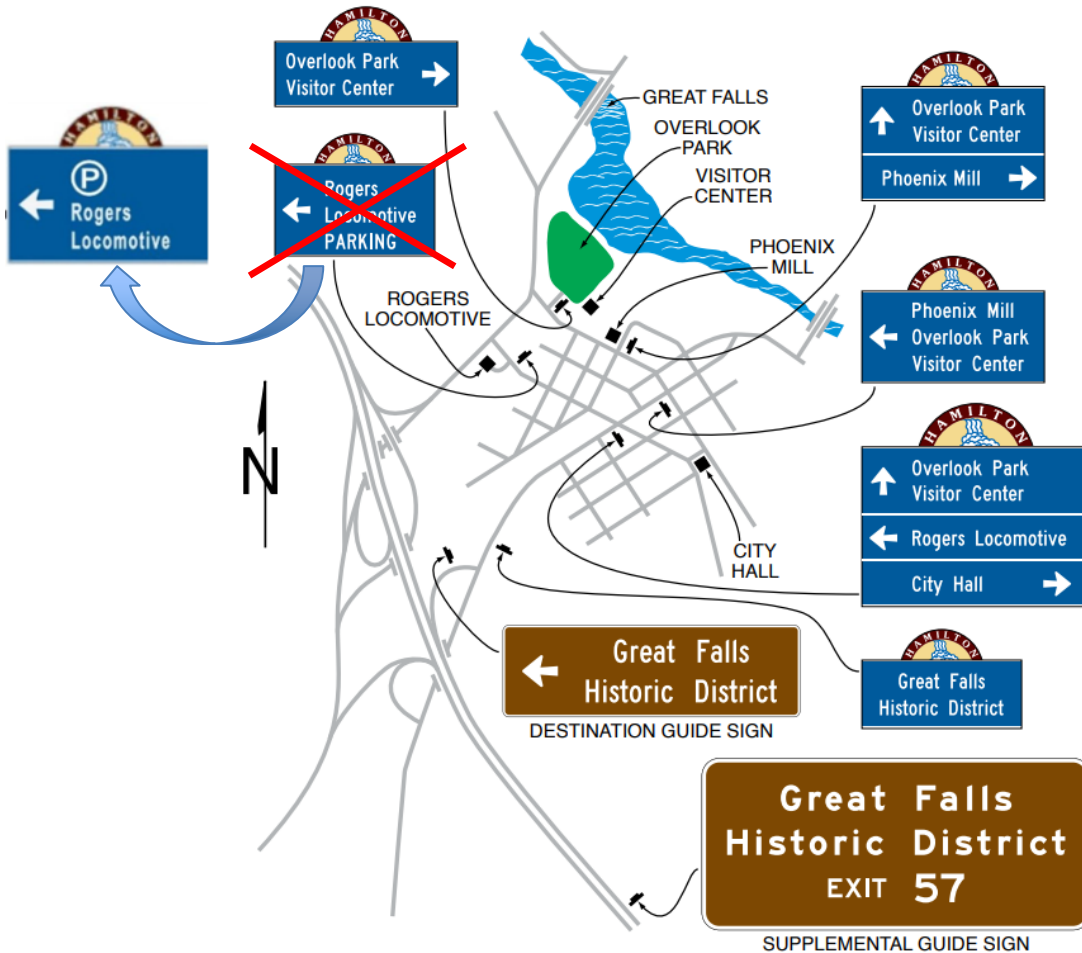 HAMILTON
Overlook Park
Visitor Center
HAMILTON
P
Rogers
Locomotive
HAMILTON
Rogers
Locomotive
PARKING
GREAT FALLS
OVERLOOK
PARK
VISITOR
CENTER
PHOENIX
MILL
ROGERS
LOCOMOTIVE
N
CITY
HALL
HAMILTON
Overlook Park
Visitor Center
Phoenix Mill
HAMILTON
Phoenix Mill
Overlook Park
Visitor Center
HAMILTON
Overlook Park
Visitor Center
Rogers Locomotive
City Hall
HAMILTON
Great Falls
Historic District
Great Falls
Historic District
DESTINATION GUIDE SIGN
Great Falls
Historic District
EXIT 57
SUPPLEMENTAL GUIDE SIGN